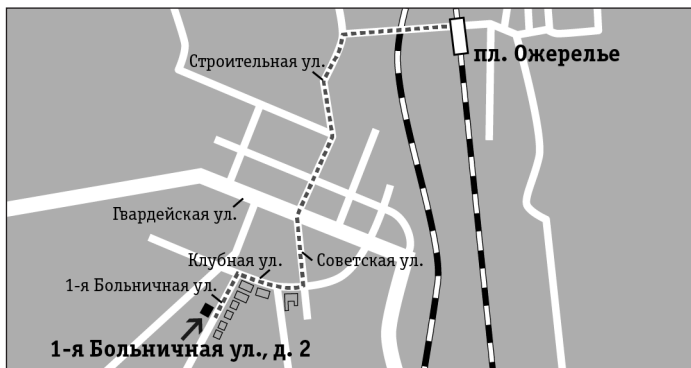 Строительная ул.
пл. Ожерелье
Гвардейская ул.
Клубная ул.
Советская ул.
1-я Больничная ул.
1-я Больничная ул., д. 2